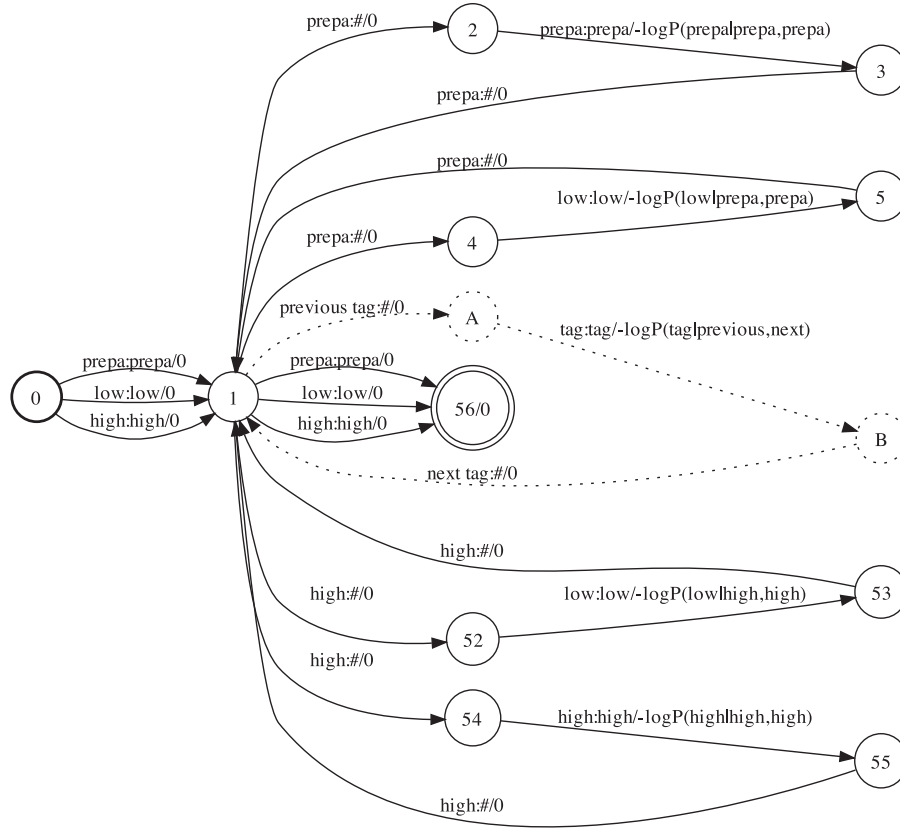 prepa:#/0
2
prepa:prepa/-logP(prepa|prepa,prepa)
3
prepa:#/0
prepa:#/0
low:low/-logP(low|prepa,prepa)
5
prepa:#/0
4
previous tag:#/0
A
tag:tag/-logP(tag|previous,next)
prepa:prepa/0
prepa:prepa/0
0
low:low/0
1
low:low/0
56/0
high:high/0
high:high/0
B
next tag:#/0
high:#/0
high:#/0
low:low/-logP(low|high,high)
53
52
high:#/0
54
high:high/-logP(high|high,high)
55
high:#/0